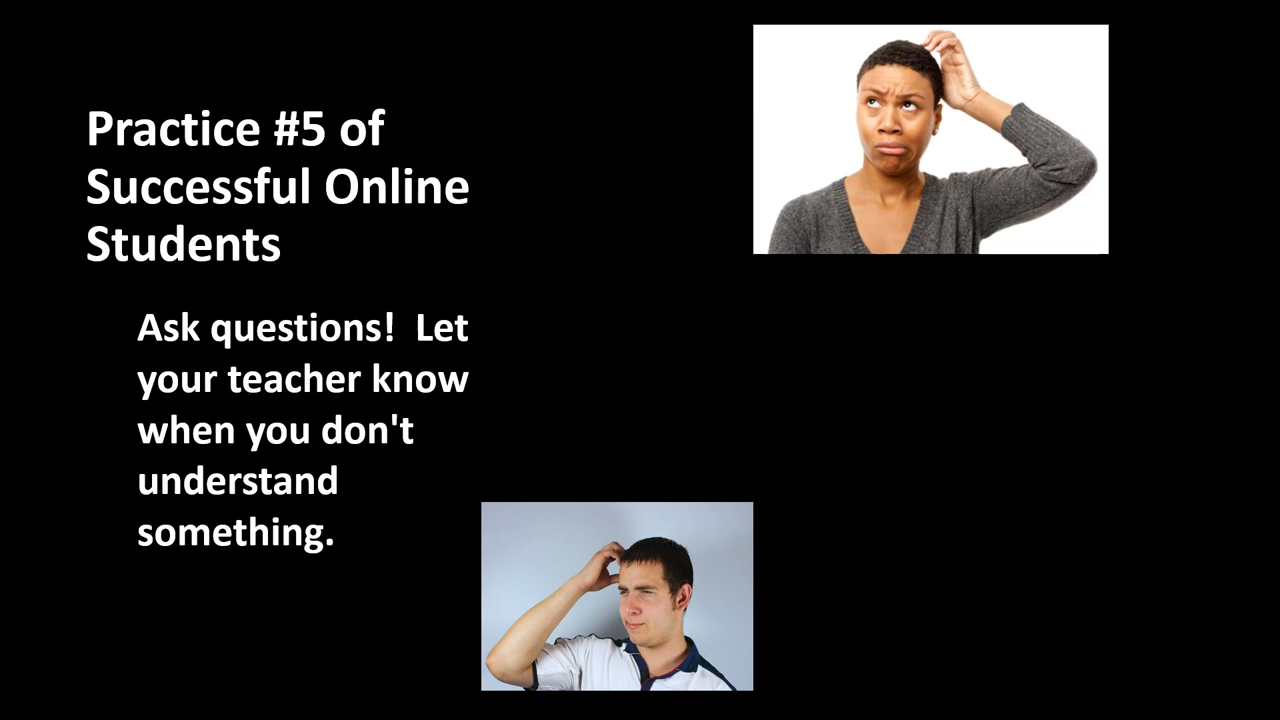 Practice #5 of
Successful Online
Students
Ask questions!  Let
your teacher know
when you don't
understand
something.